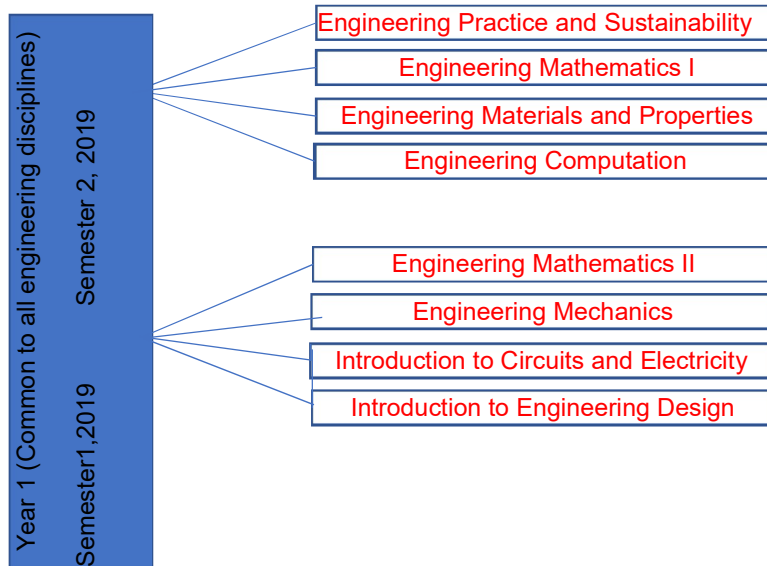 Year 1 (Common to all engineering disciplines)
Semester1,2019 Semester 2, 2019
Engineering Practice and Sustainability
Engineering Mathematics I
Engineering Materials and Properties
Engineering Computation
Engineering Mathematics II
Engineering Mechanics
Introduction to Circuits and Electricity
Introduction to Engineering Design